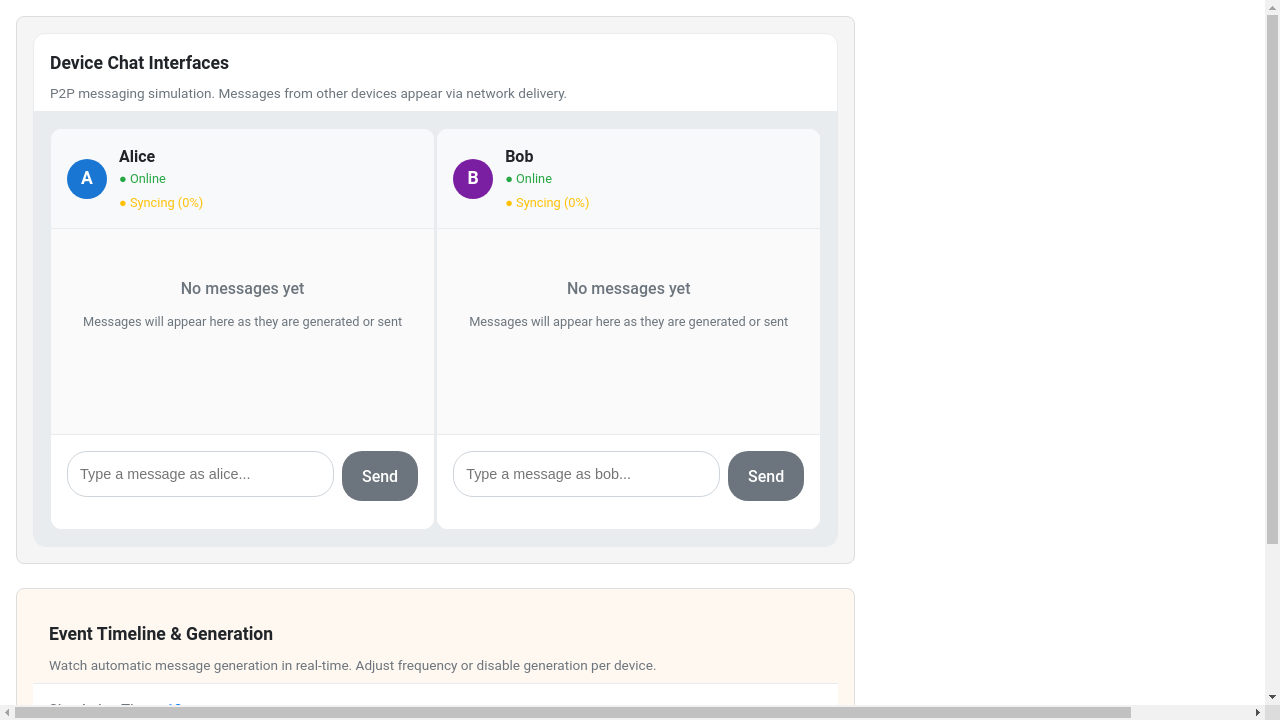 Device Chat Interfaces
P2P messaging simulation. Messages from other devices appear via network delivery.
A
Alice
● Online
● Syncing (0%)
B
Bob
● Online
● Syncing (0%)
No messages yet
Messages will appear here as they are generated or sent
No messages yet
Messages will appear here as they are generated or sent
Type a message as alice...
Send
Type a message as bob...
Send
Event Timeline & Generation
Watch automatic message generation in real-time. Adjust frequency or disable generation per device.